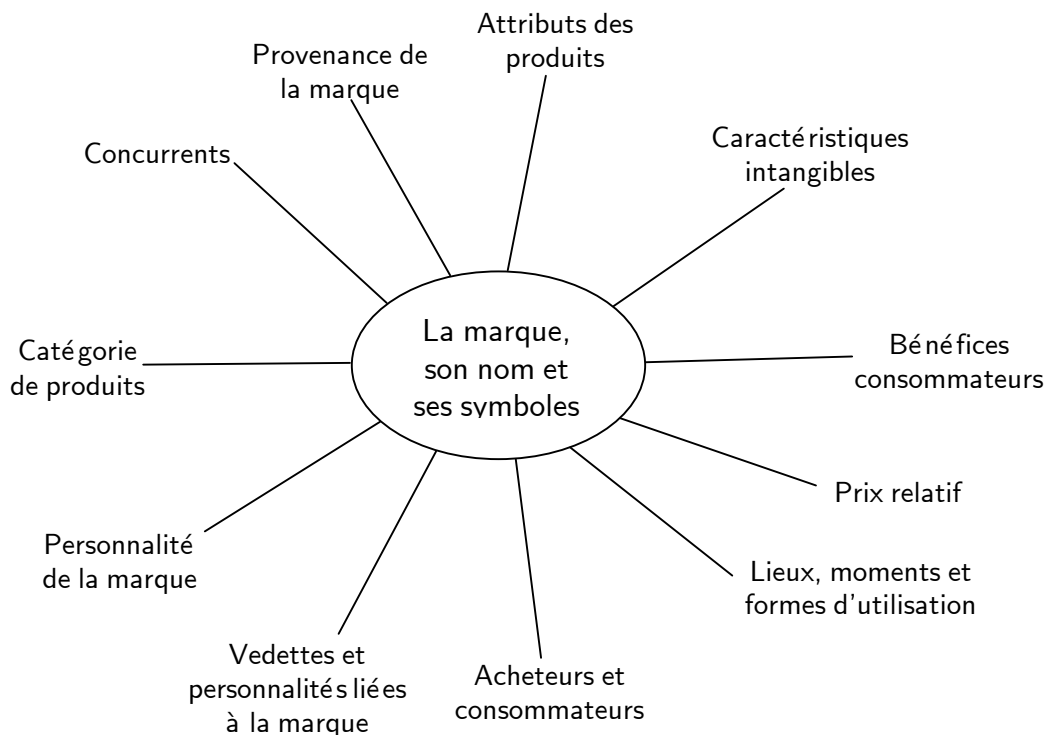 Attributs des
produits
Provenance de
la marque
Caractéristiques
intangibles
Concurrents
La marque,
son nom et
ses symboles
Catégorie
de produits
Bénéfices
consommateurs
Prix relatif
Personnalité
de la marque
Lieux, moments et
formes d'utilisation
Vedettes et
personnalités liées
à la marque
Acheteurs et
consommateurs